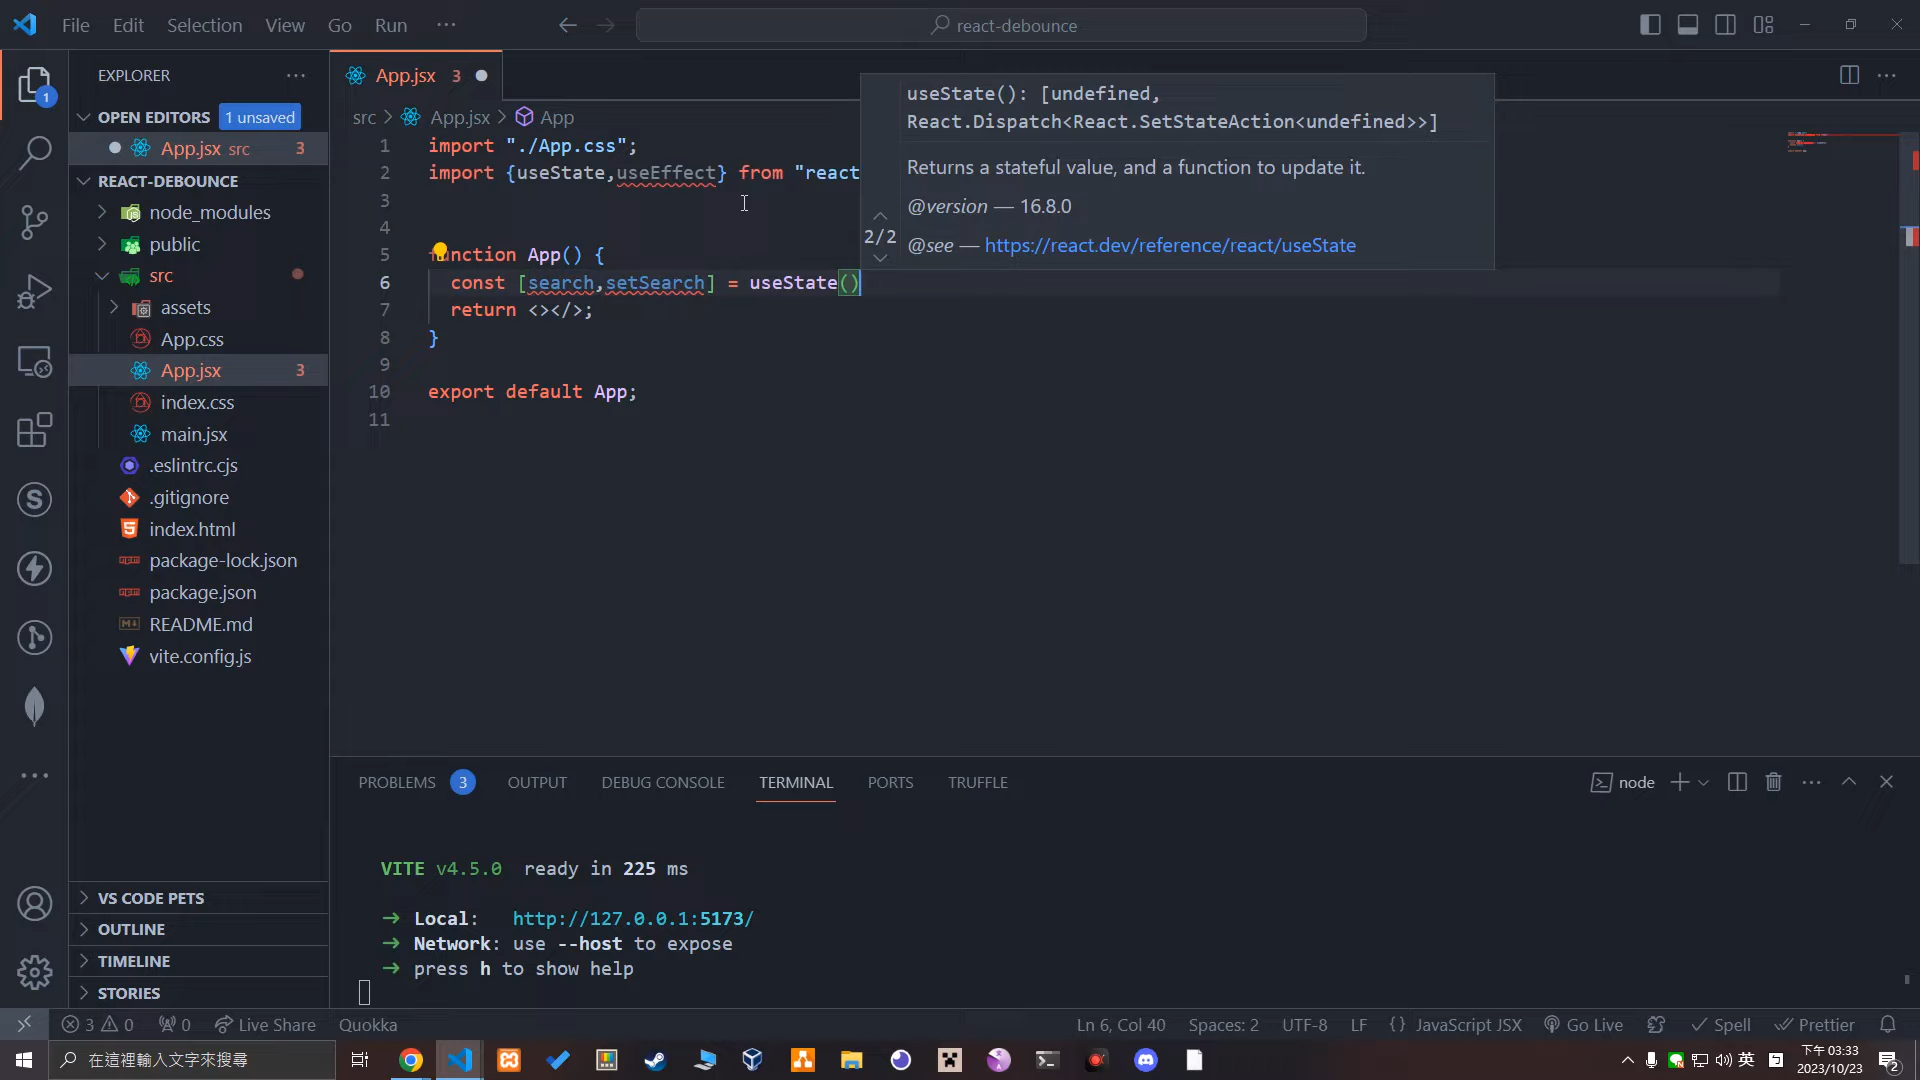 File Edit Selection View Go Run ···
react-debounce
EXPLORER ···
OPEN EDITORS 1 unsaved
App.jsx src 3
REACT-DEBOUNCE
node_modules
public
src
assets
App.css
App.jsx 3
index.css
main.jsx
.eslintrc.cjs
.gitignore
index.html
package-lock.json
package.json
README.md
vite.config.js
VS CODE PETS
OUTLINE
TIMELINE
STORIES
App.jsx 3
src > App.jsx > App
1 import "./App.css";
2 import {useState,useEffect} from "react
3
4
5 function App() {
6 const [search,setSearch] = useState()
7 return <></>;
8 }
9
10 export default App;
11
useState(): [undefined,
React.Dispatch<React.SetStateAction<undefined>>]
Returns a stateful value, and a function to update it.
@version — 16.8.0
2/2
@see — https://react.dev/reference/react/useState
PROBLEMS 3 OUTPUT DEBUG CONSOLE TERMINAL PORTS TRUFFLE
node
VITE v4.5.0 ready in 225 ms
→ Local: http://127.0.0.1:5173/
→ Network: use --host to expose
→ press h to show help
3 0 0 Live Share Quokka
Ln 6, Col 40 Spaces: 2 UTF-8 LF {} JavaScript JSX Go Live Spell Prettier
在這裡輸入文字來搜尋
英
下午 03:33
2023/10/23
2